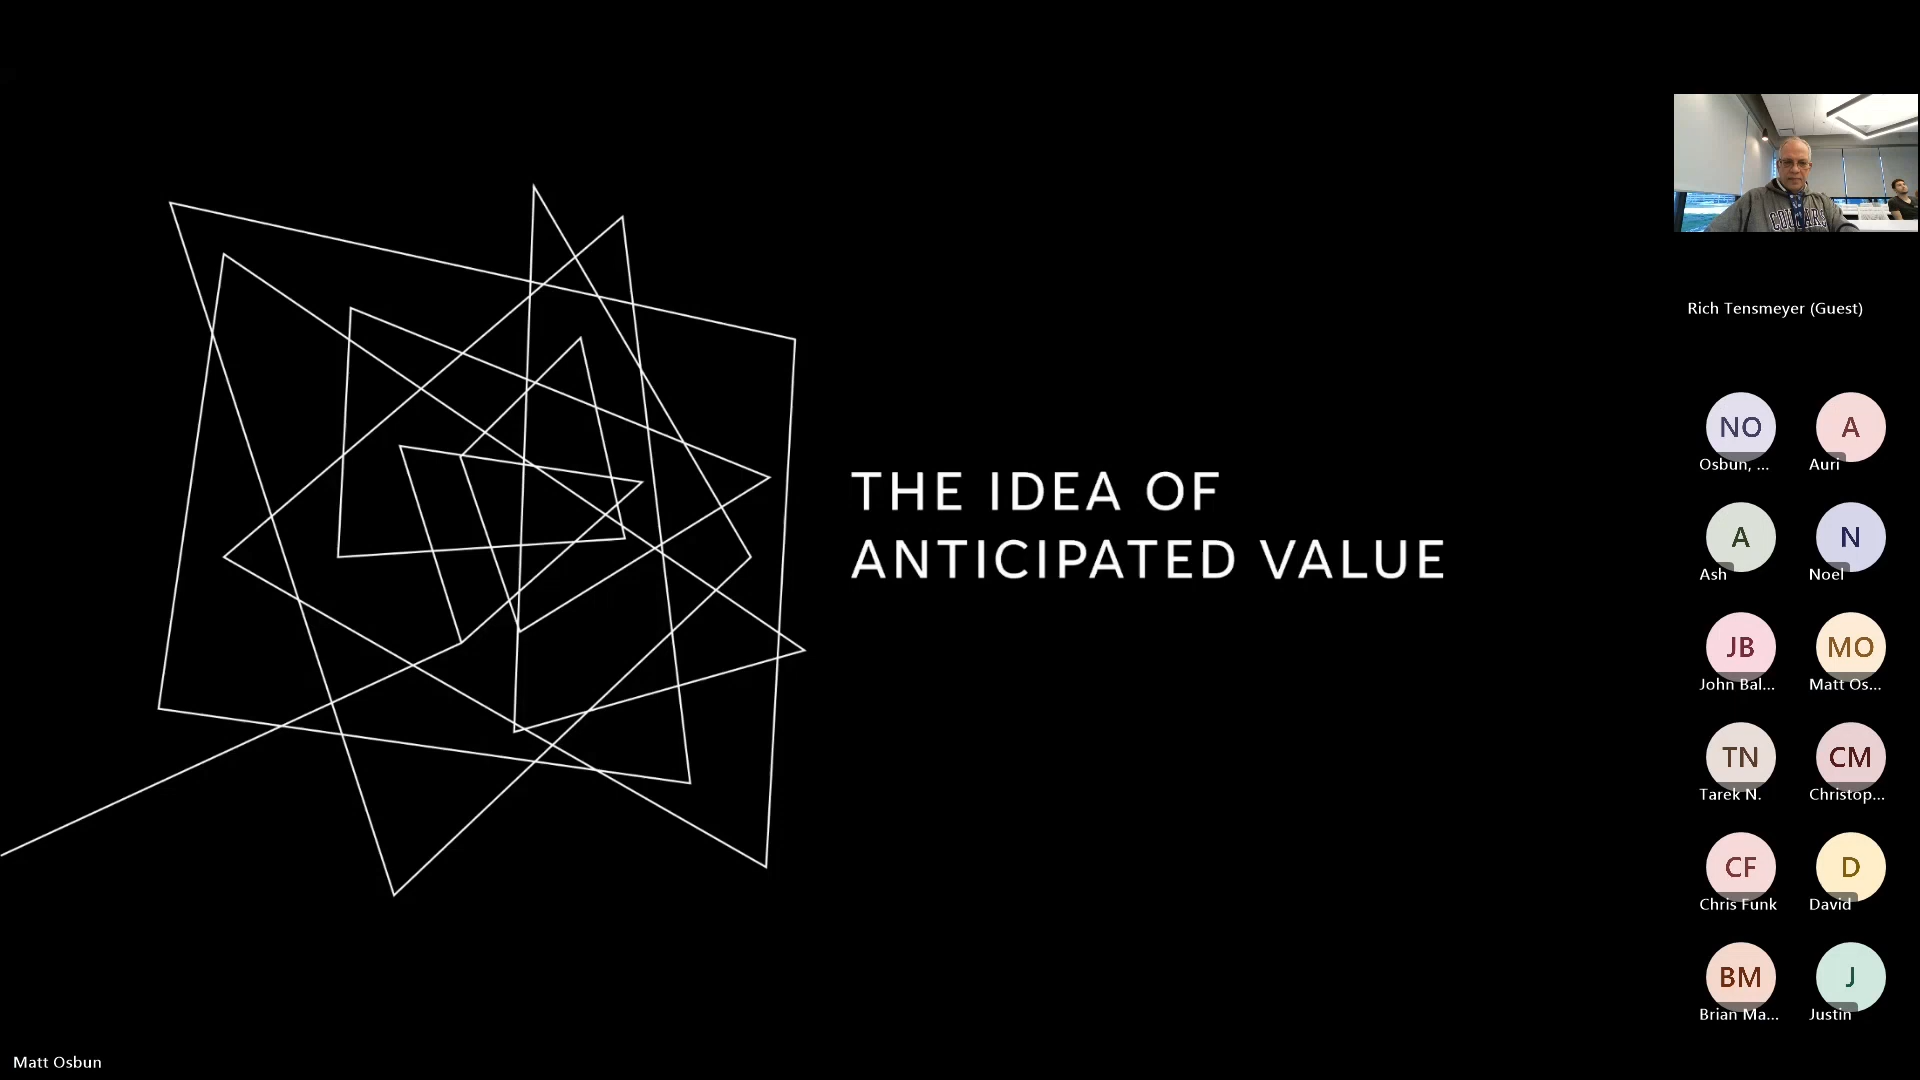 THE IDEA OF
ANTICIPATED VALUE
COUGARS
Rich Tensmeyer (Guest)
NO
A
Osbun, ...
Auri
A
N
Ash
Noel
JB
MO
John Bal...
Matt Os...
TN
CM
Tarek N.
Christop...
CF
D
Chris Funk
David
BM
J
Brian Ma...
Justin
Matt Osbun